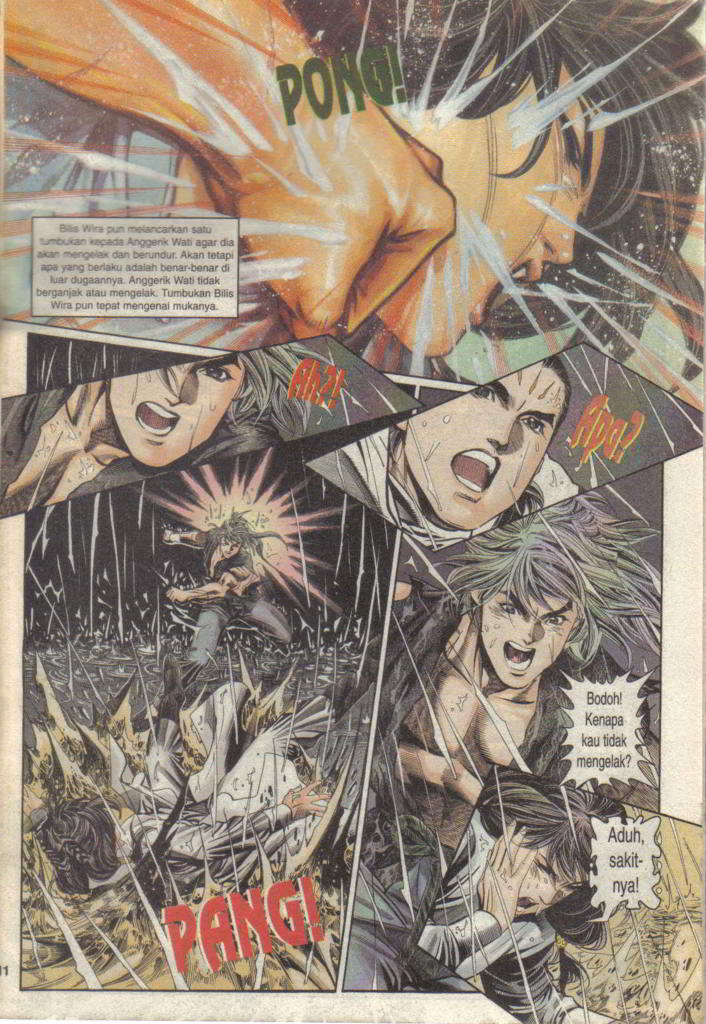 PONG!
Bilis Wira pun melancarkan satu
tumbukan kepada Anggerik Wati agar dia
akan mengelak dan berundur. Akan tetapi
apa yang berlaku adalah benar-benar di
luar dugaannya. Anggerik Wati tidak
berganjak atau mengelak. Tumbukan Bilis
Wira pun tepat mengenai mukanya.
Ah?!
Apa?
Bodoh!
Kenapa
kau tidak
mengelak?
Aduh,
sakit-
nya!
PANG!